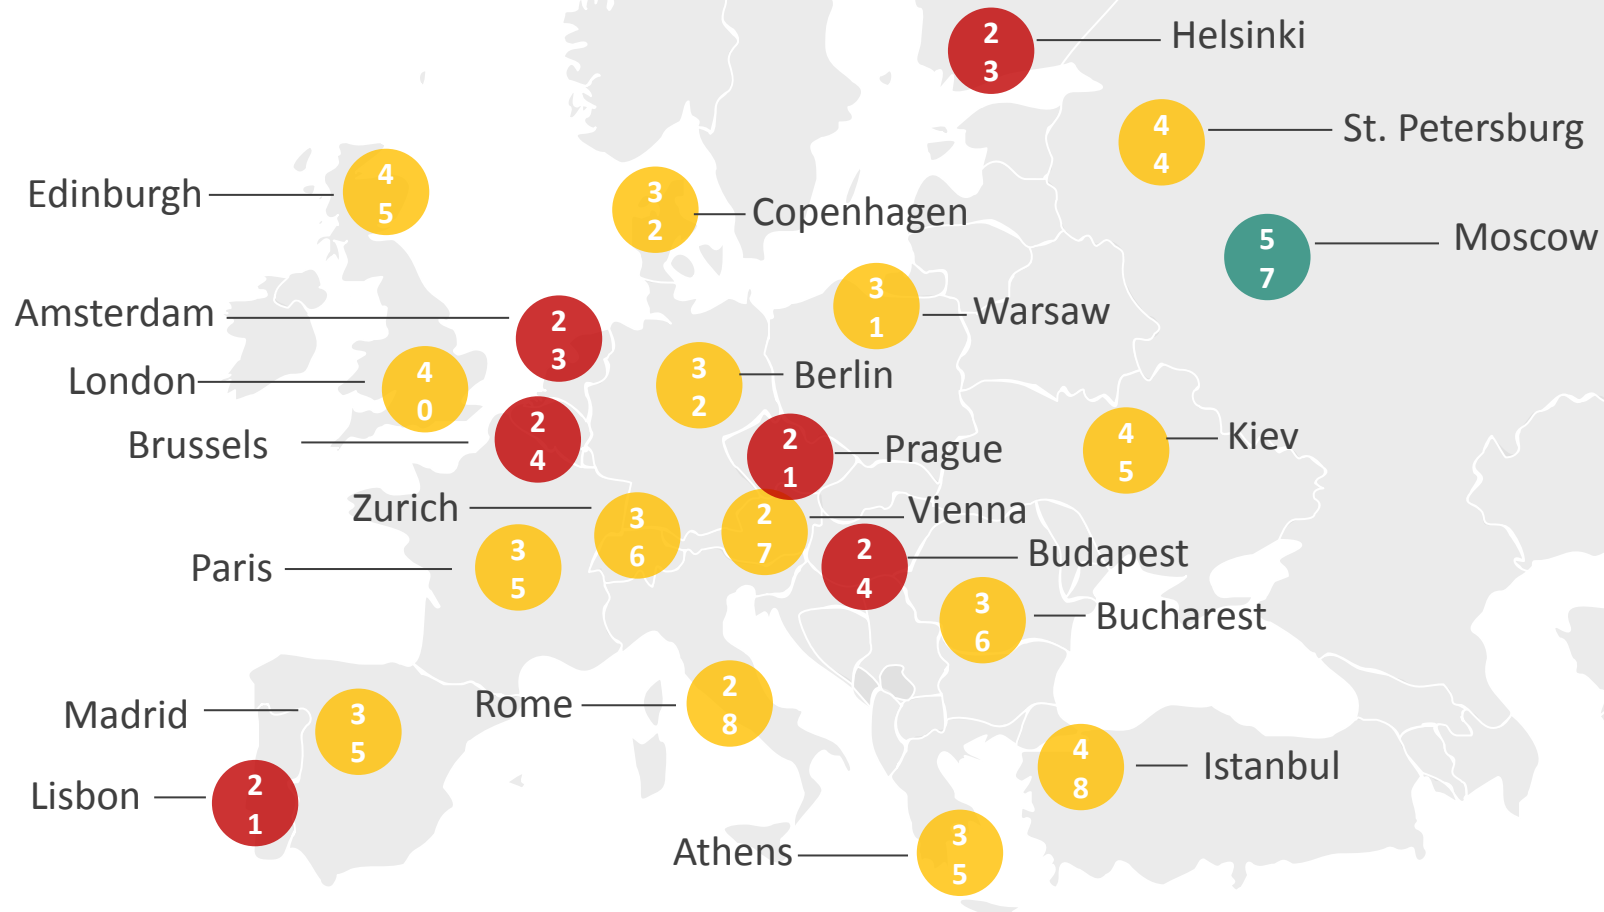 2
3
Helsinki
4
4
St. Petersburg
4
5
Edinburgh
3
2
Copenhagen
5
7
Moscow
3
1
Warsaw
Amsterdam
2
3
London
4
0
3
2
Berlin
Brussels
2
4
2
1
Prague
4
5
Kiev
Zurich
3
6
2
7
Vienna
Paris
3
5
2
4
Budapest
3
6
Bucharest
Madrid
3
5
Rome
2
8
4
8
Istanbul
Lisbon
2
1
Athens
3
5